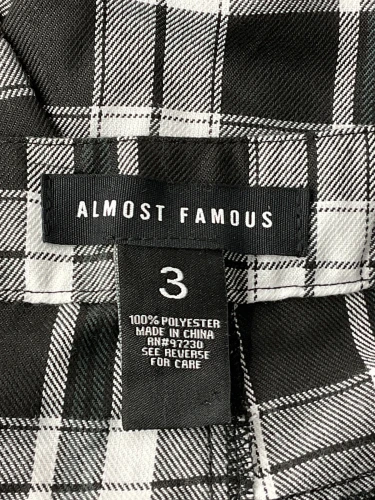 ALMOST FAMOUS
3
100% POLYESTER
MADE IN CHINA
RN#97230
SEE REVERSE
FOR CARE